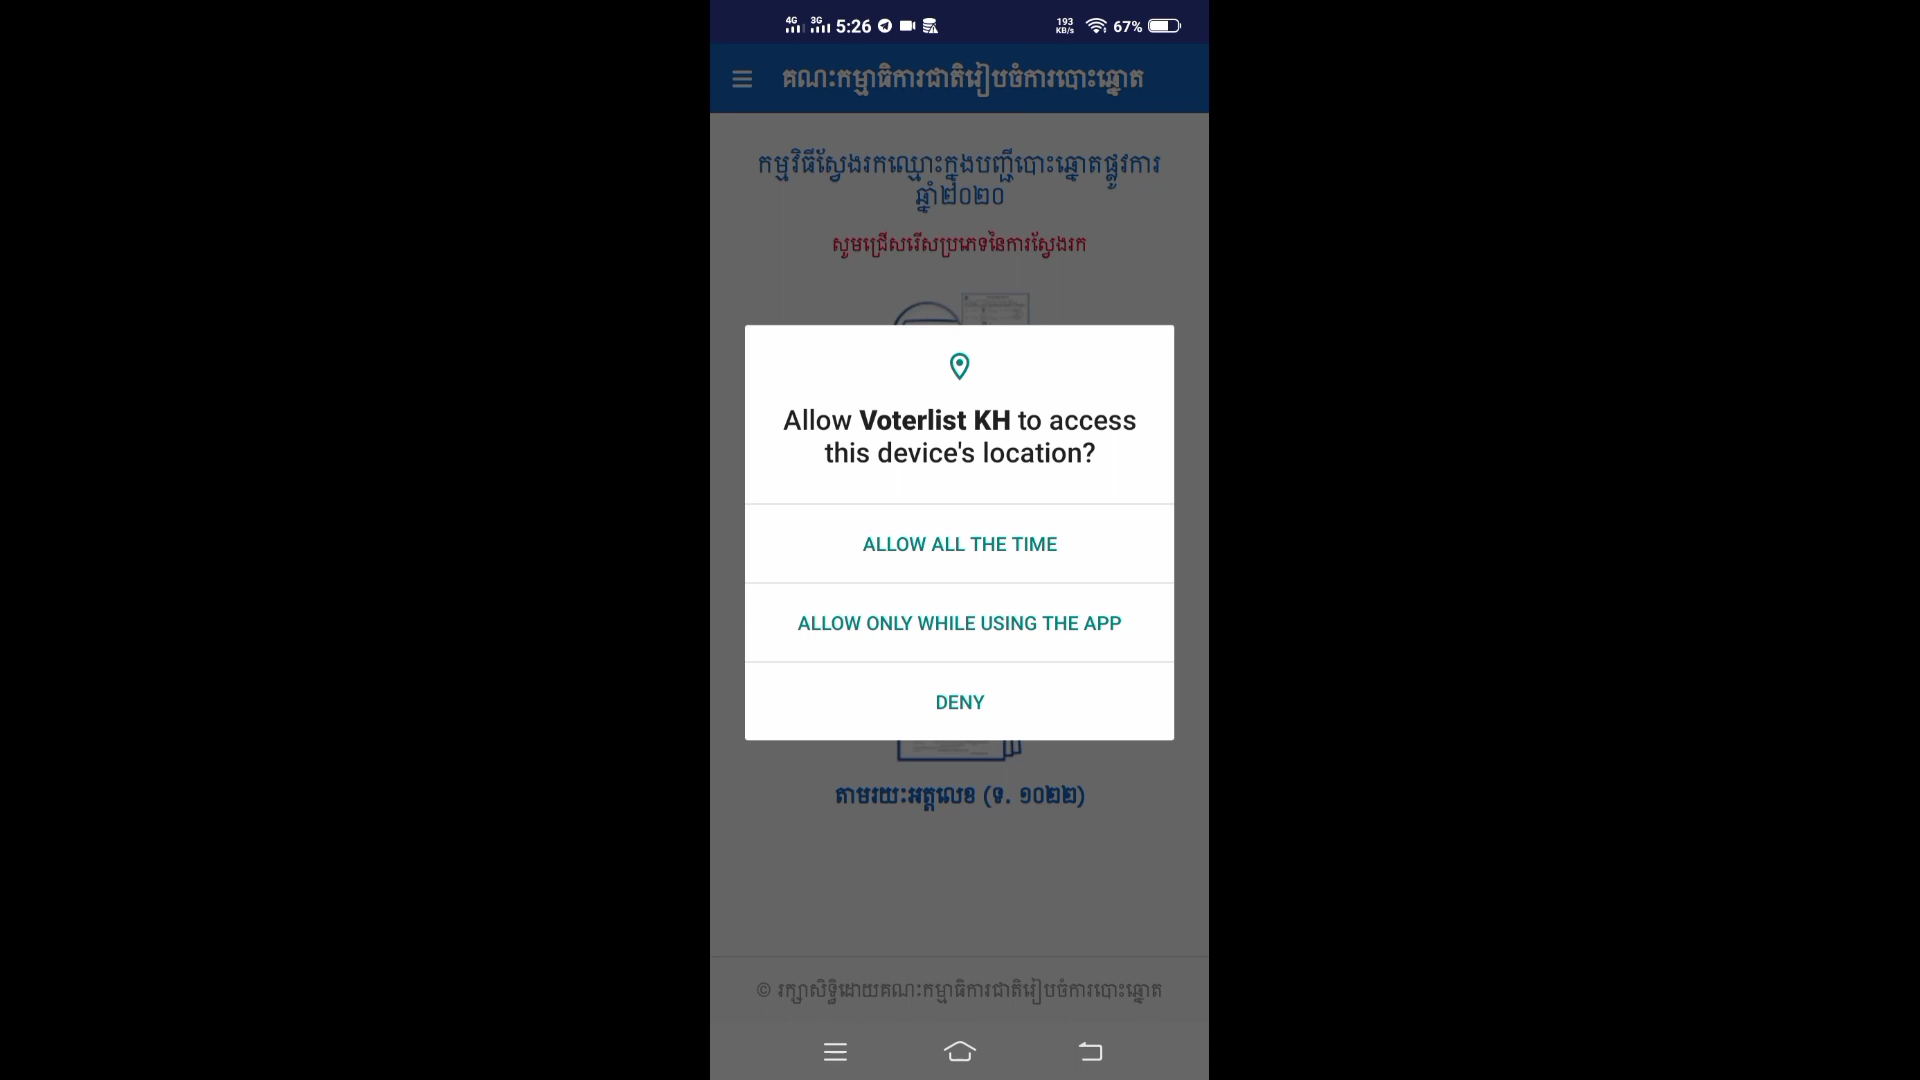 4G 3G 5:26 193 KB/s 67%
គណៈកម្មាធិការជាតិរៀបចំការបោះឆ្នោត
កម្មវិធីស្វែងរកឈ្មោះក្នុងបញ្ជីបោះឆ្នោតផ្លូវការ
ឆ្នាំ២០២០
សូមជ្រើសរើសប្រភេទនៃការស្វែងរក
Allow Voterlist KH to access
this device's location?
ALLOW ALL THE TIME
ALLOW ONLY WHILE USING THE APP
DENY
តាមរយៈអត្តលេខ (ទ. ១០២២)
© រក្សាសិទ្ធិដោយគណៈកម្មាធិការជាតិរៀបចំការបោះឆ្នោត